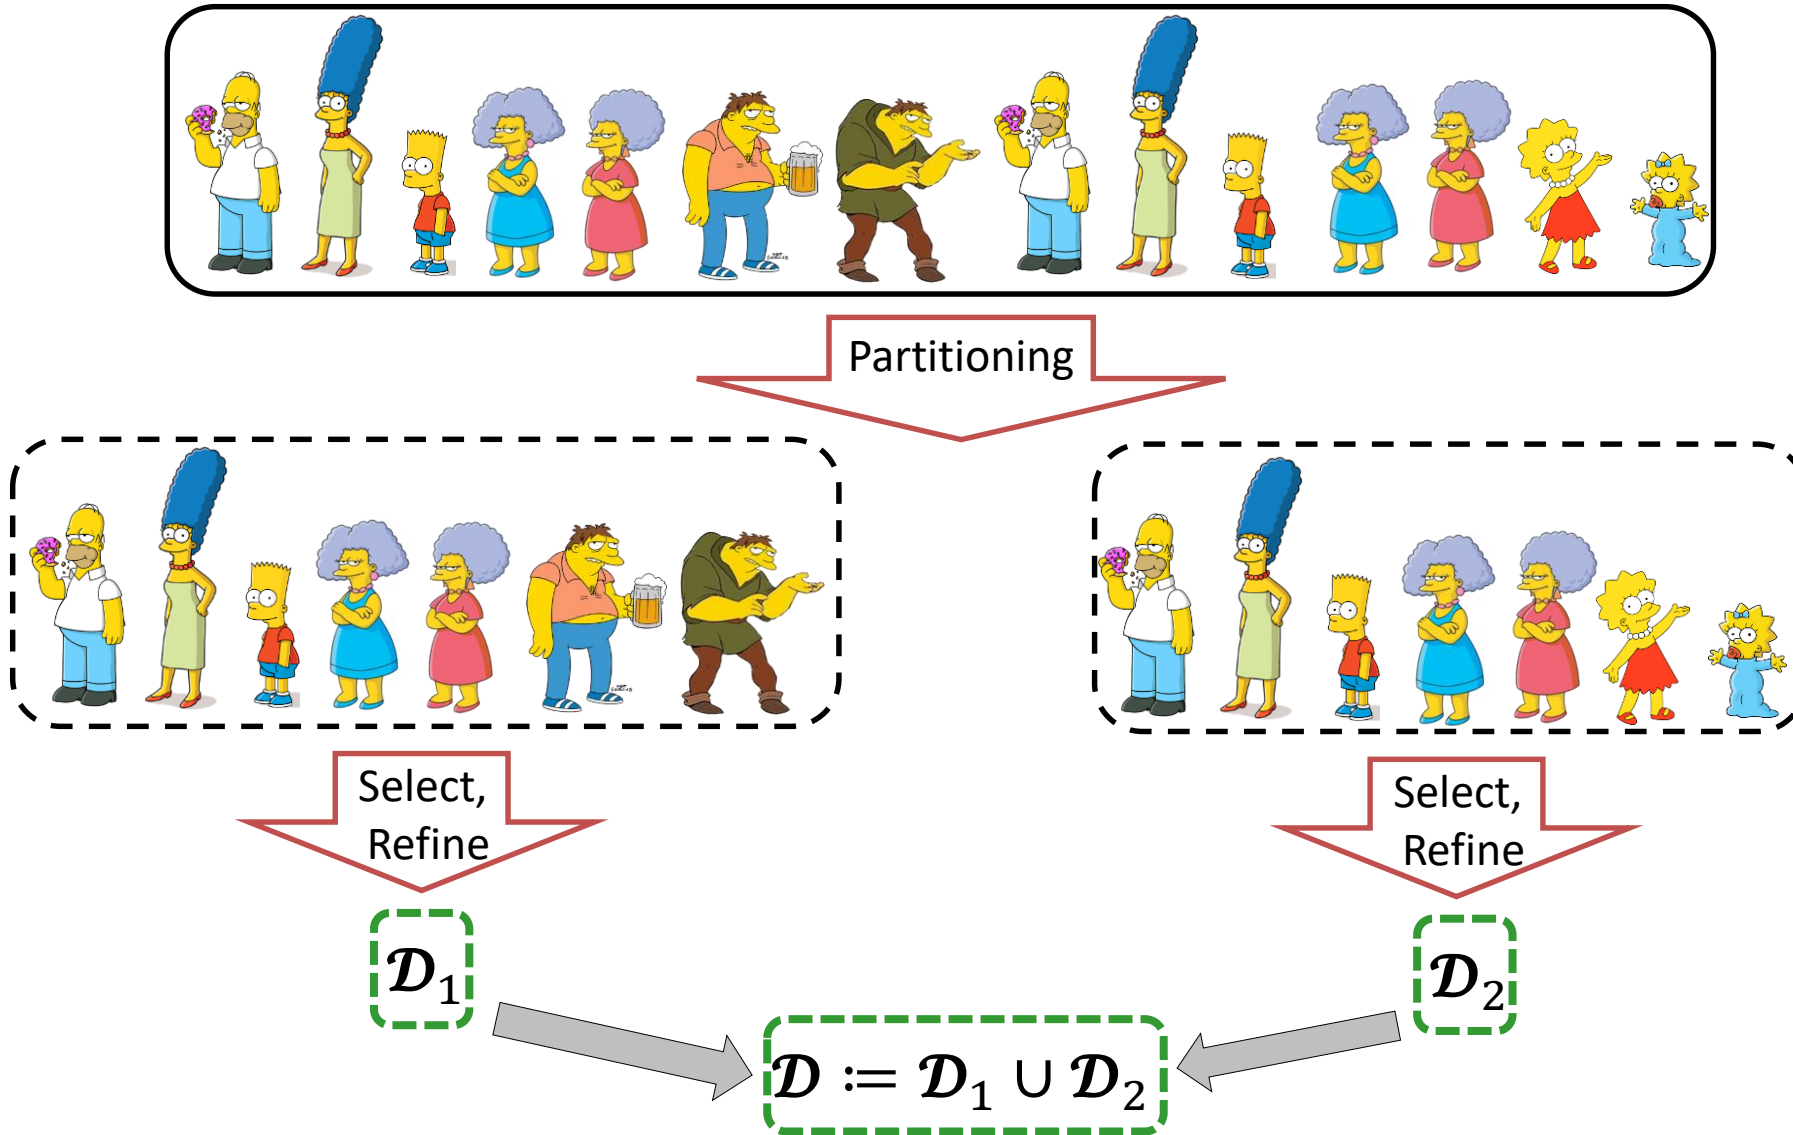 Partitioning
Select,
Refine
Select,
Refine
𝓓₁
𝓓₂
𝓓 ≔ 𝓓₁ ∪ 𝓓₂